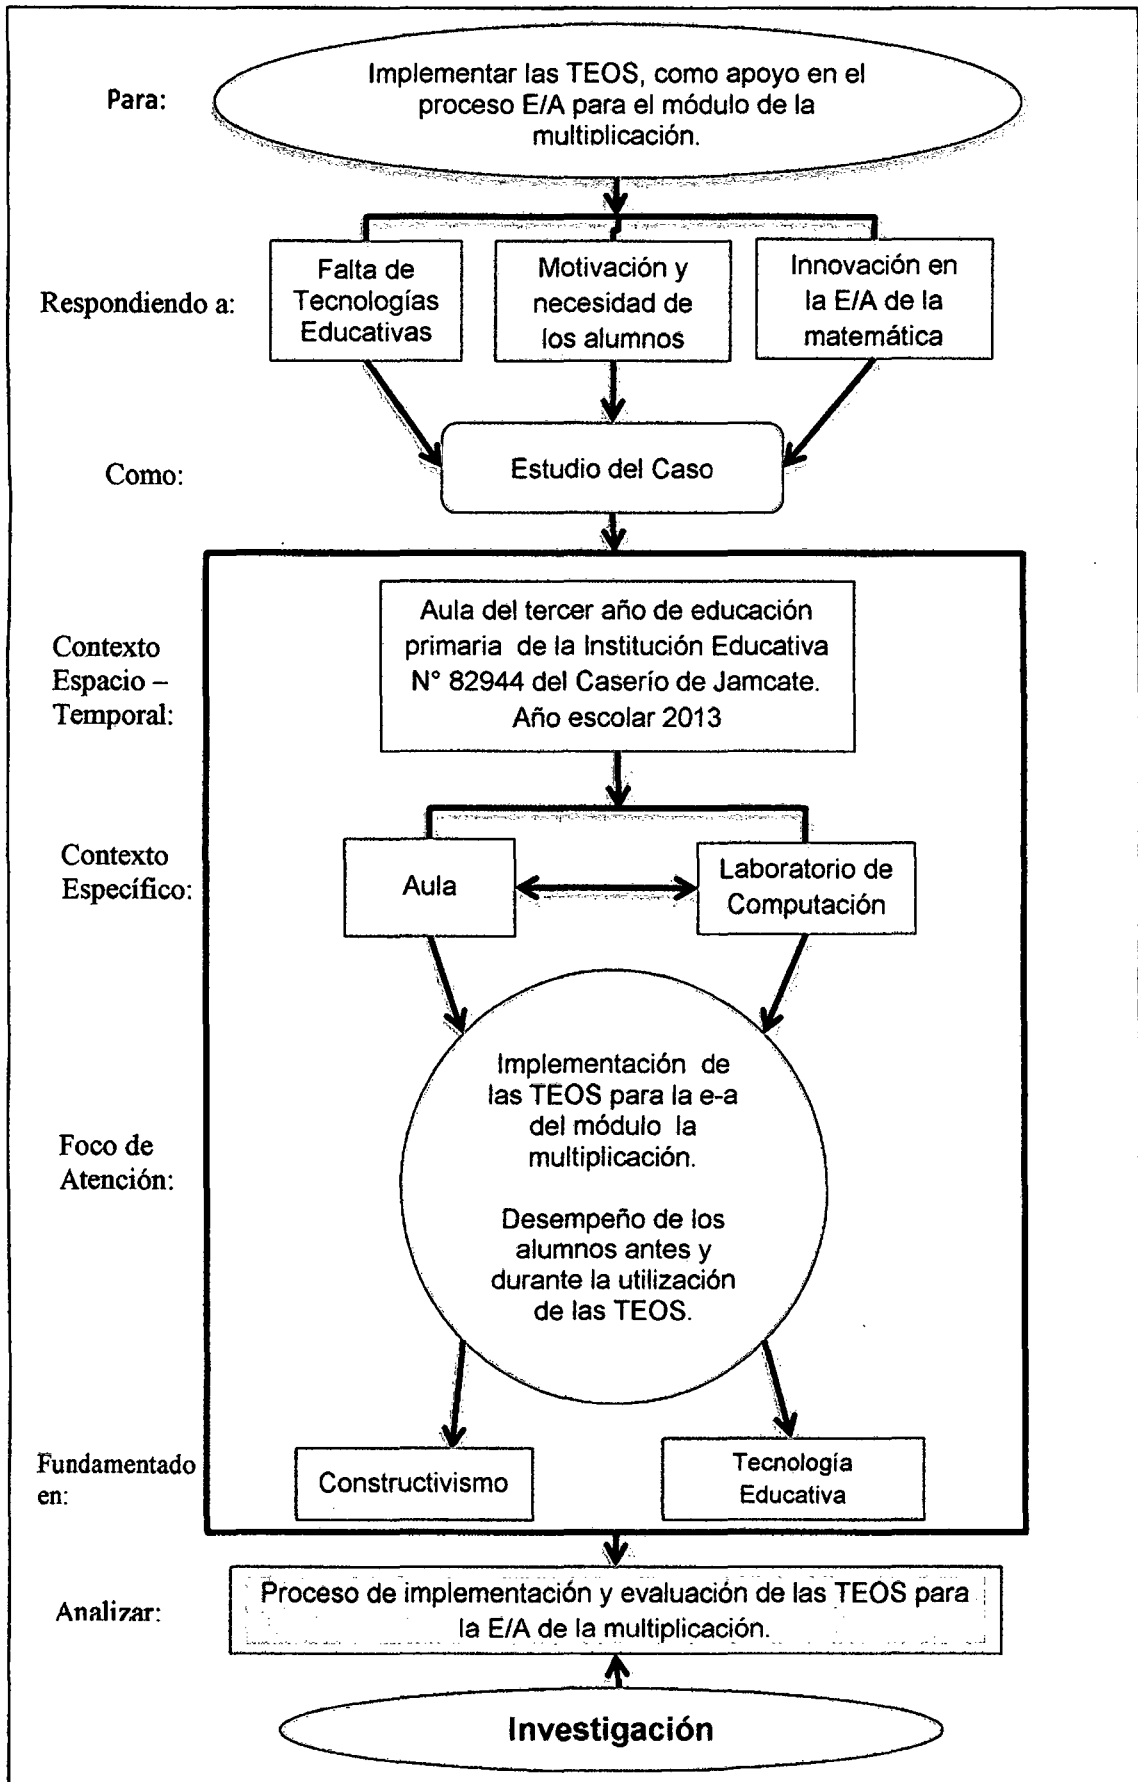 Para:
Implementar las TEOS, como apoyo en el
proceso E/A para el módulo de la
multiplicación.
Respondiendo a:
Falta de
Tecnologías
Educativas
Motivación y
necesidad de
los alumnos
Innovación en
la E/A de la
matemática
Como:
Estudio del Caso
Contexto
Espacio –
Temporal:
Aula del tercer año de educación
primaria de la Institución Educativa
N° 82944 del Caserío de Jamcate.
Año escolar 2013
Contexto
Específico:
Aula
Laboratorio de
Computación
Foco de
Atención:
Implementación de
las TEOS para la e-a
del módulo la
multiplicación.
Desempeño de los
alumnos antes y
durante la utilización
de las TEOS.
Fundamentado
en:
Constructivismo
Tecnología
Educativa
Analizar:
Proceso de implementación y evaluación de las TEOS para
la E/A de la multiplicación.
Investigación